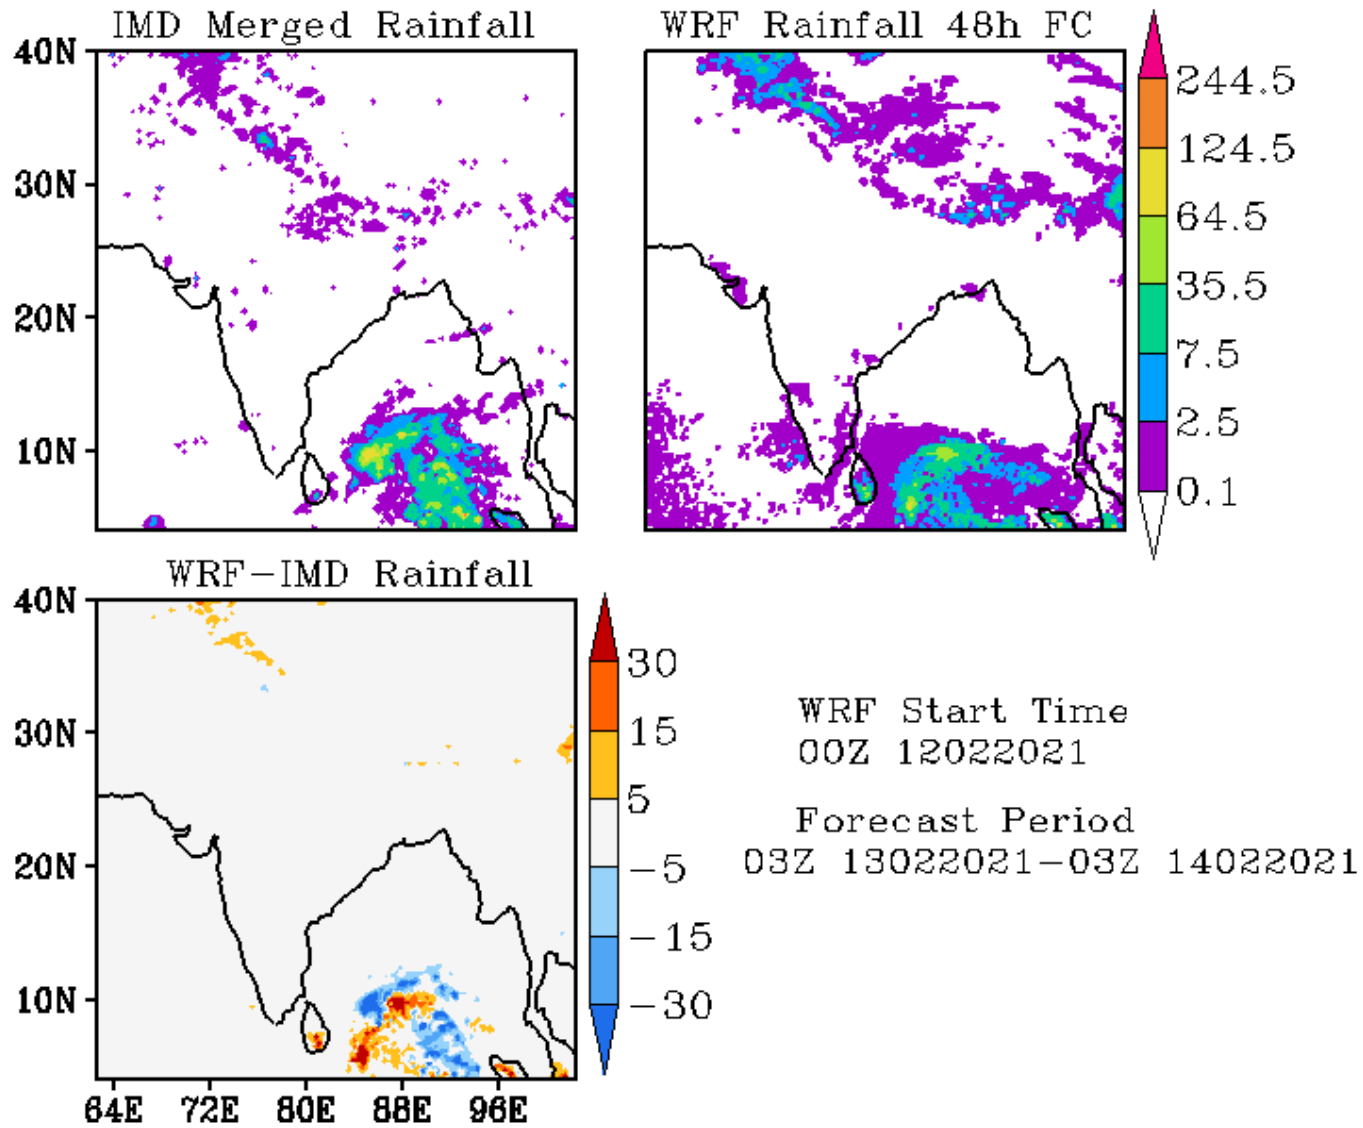 IMD Merged Rainfall
WRF Rainfall 48h FC
40N
30N
20N
10N
244.5
124.5
64.5
35.5
7.5
2.5
0.1
WRF-IMD Rainfall
40N
30N
20N
10N
64E 72E 80E 88E 96E
30
15
5
-5
-15
-30
WRF Start Time
00Z 12022021
Forecast Period
03Z 13022021-03Z 14022021